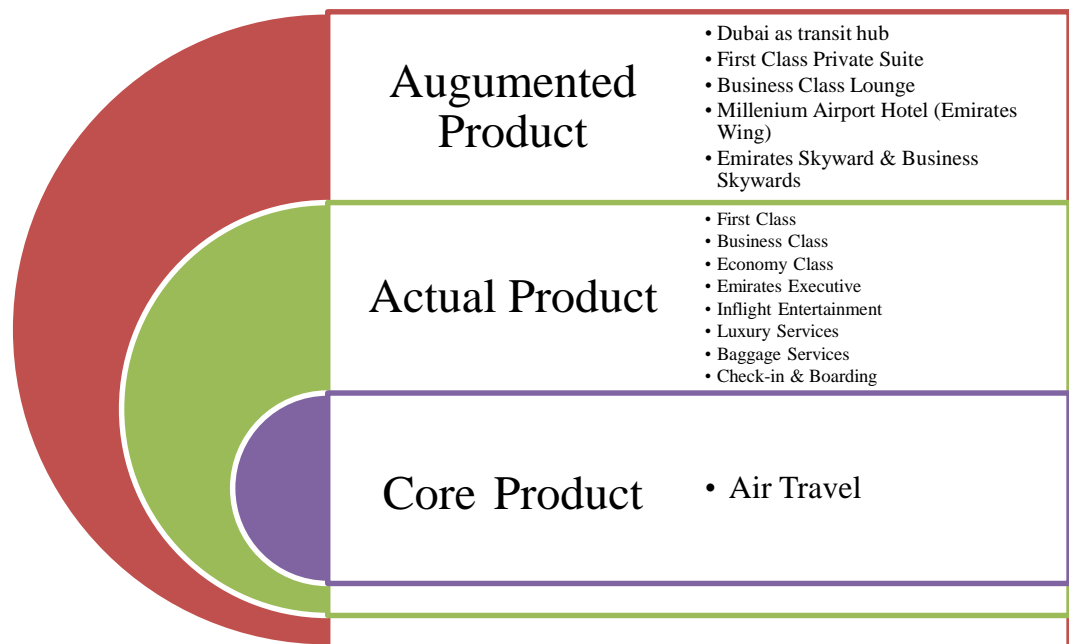 Augumented
Product
• Dubai as transit hub
• First Class Private Suite
• Business Class Lounge
• Millenium Airport Hotel (Emirates
Wing)
• Emirates Skyward & Business
Skywards
Actual Product
• First Class
• Business Class
• Economy Class
• Emirates Executive
• Inflight Entertainment
• Luxury Services
• Baggage Services
• Check-in & Boarding
Core Product
• Air Travel